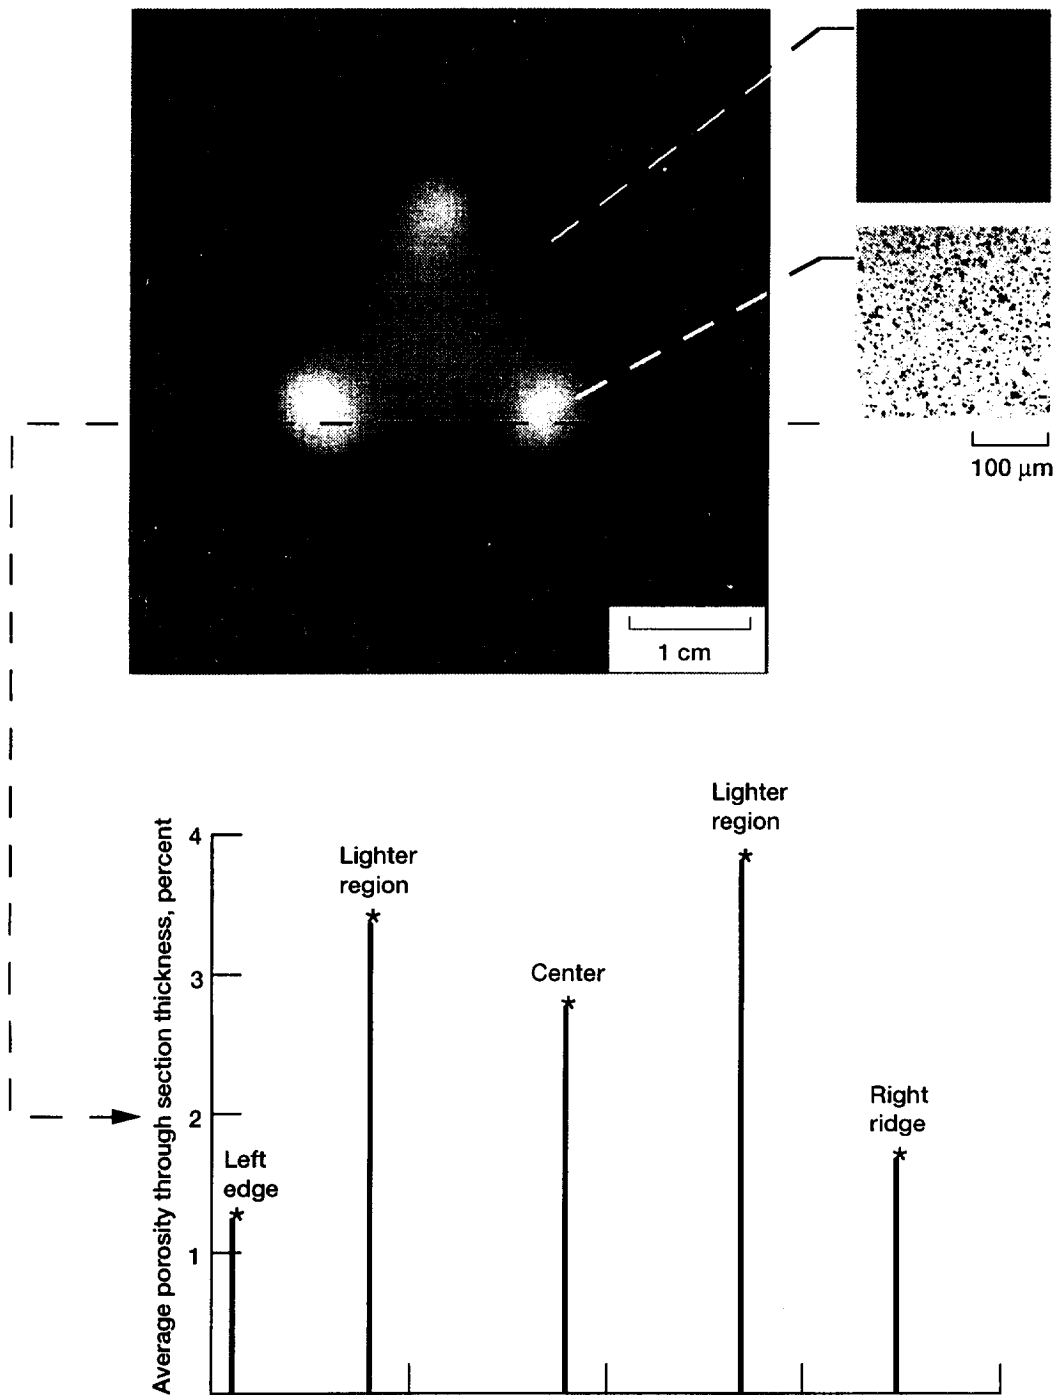 100 μm
1 cm
Average porosity through section thickness, percent
4
3
2
1
Left
edge
Lighter
region
Center
Lighter
region
Right
ridge